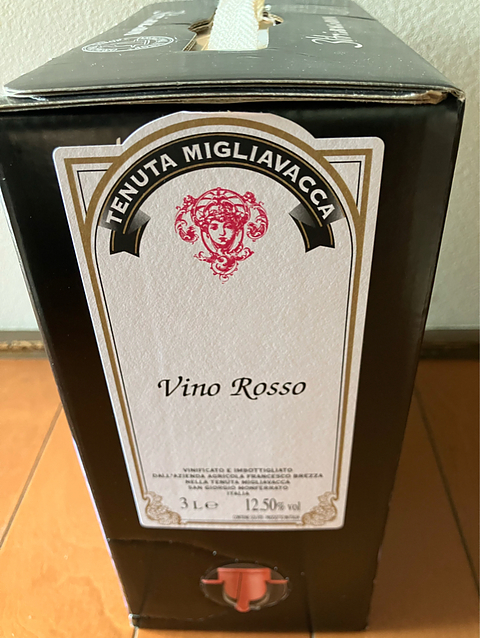 TENUTA MIGLIAVACCA
Vino Rosso
VINIFICATO E IMBOTTIGLIATO
DALL'AZIENDA AGRICOLA FRANCESCO BREZZA
NELLA TENUTA MIGLIAVACCA
SAN GIORGIO MONFERRATO
ITALIA
3 L ℮ 12.50% vol